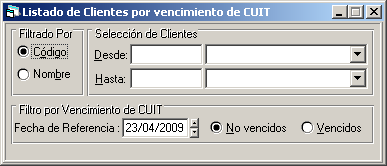 Listado de Clientes por vencimiento de CUIT
Filtrado Por
Código
Nombre
Selección de Clientes
Desde:
Hasta:
Filtro por Vencimiento de CUIT
Fecha de Referencia : 23/04/2009 No vencidos Vencidos